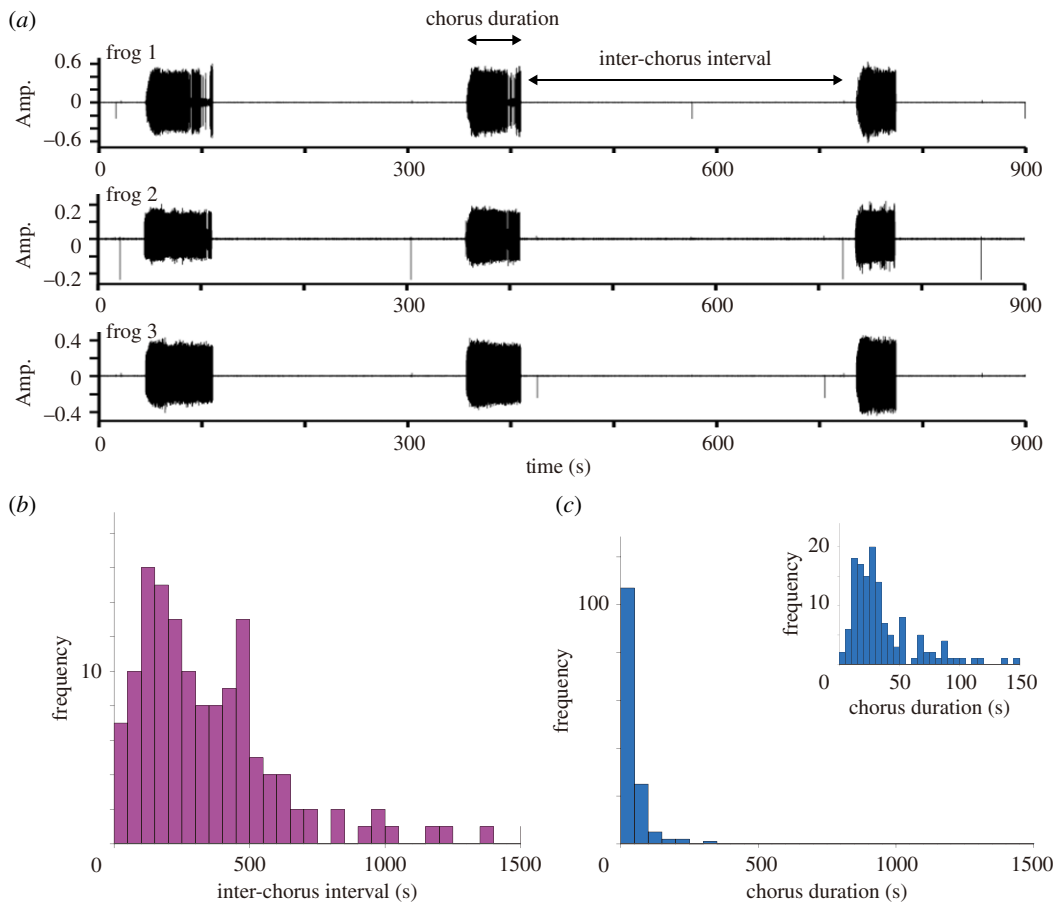 (a)
chorus duration
frog 1
inter-chorus interval
0.6
0
–0.6
Amp.
0 300 600 900
frog 2
0.2
0
–0.2
Amp.
0 300 600 900
frog 3
0.4
0
–0.4
Amp.
0 300 600 900
time (s)
(b)
frequency
10
0 500 1000 1500
inter-chorus interval (s)
(c)
frequency
100
0 500 1000 1500
chorus duration (s)
frequency
20
10
0 50 100 150
chorus duration (s)